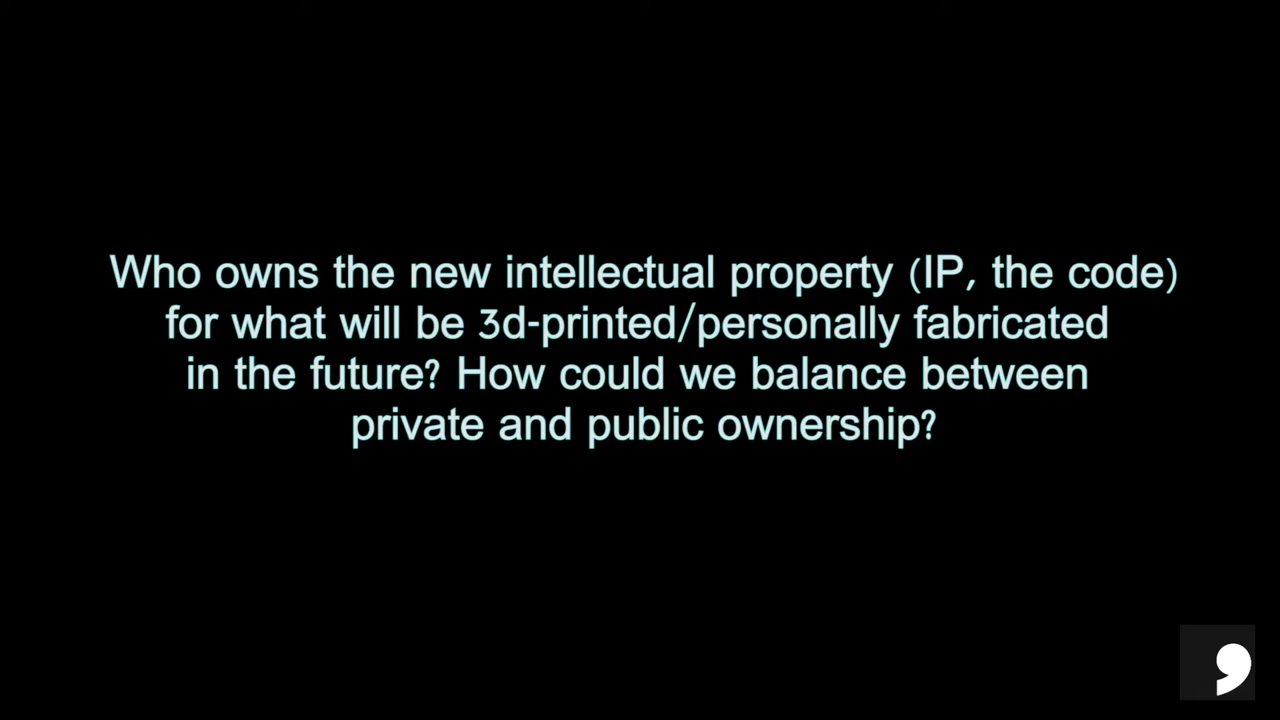 Who owns the new intellectual property (IP, the code)
for what will be 3d-printed/personally fabricated
in the future? How could we balance between
private and public ownership?